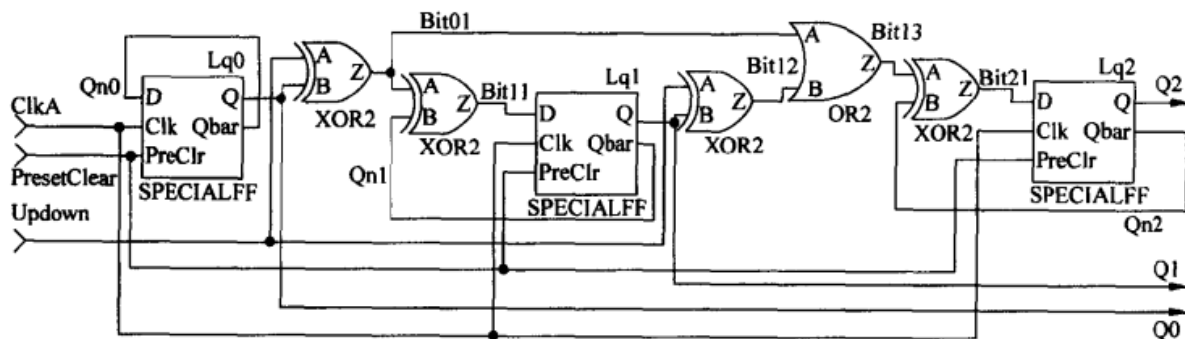 Bit01
Lq0
Qn0
D
Q
Clk
Qbar
PreClr
SPECIALFF
ClkA
PresetClear
Updown
A
B
Z
XOR2
A
B
Z
XOR2
Bit11
Qn1
Lq1
D
Q
Clk
Qbar
PreClr
SPECIALFF
A
B
Z
XOR2
Bit12
A
B
Z
OR2
Bit13
A
B
Z
XOR2
Bit21
Lq2
D
Q
Clk
Qbar
PreClr
SPECIALFF
Qn2
Q2
Q1
Q0